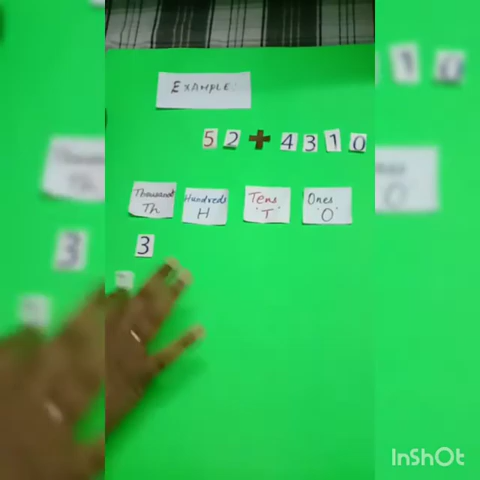 EXAMPLE
52+4310
Thousand Hundreds Tens Ones
Th H 'T' 'O'
3
InShOt